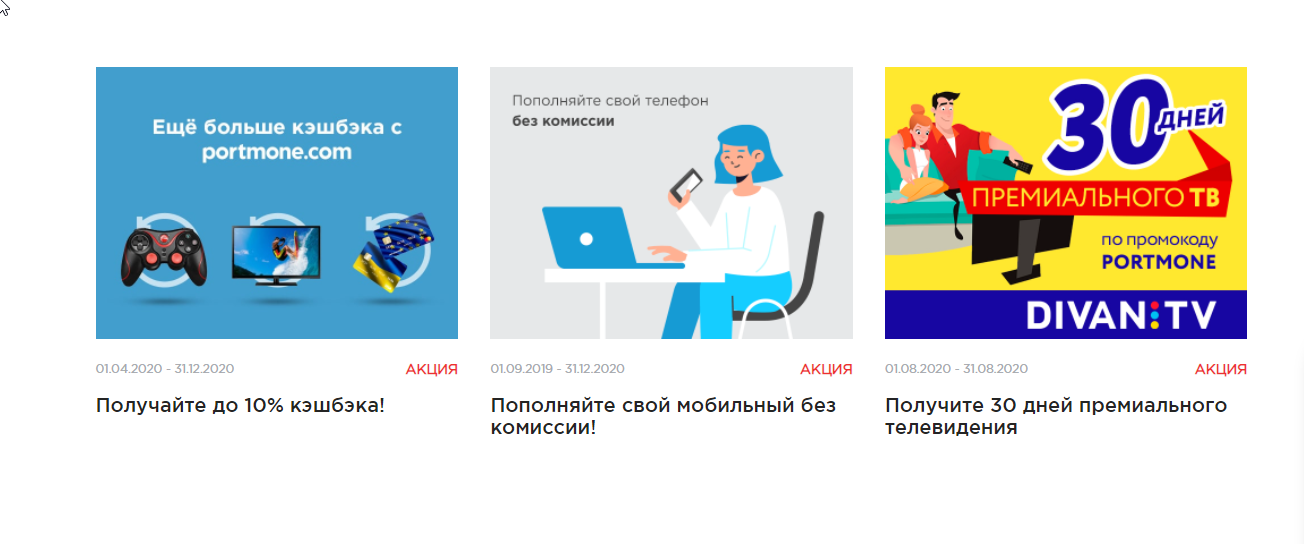 Ещё больше кэшбэка с
portmone.com
01.04.2020 - 31.12.2020
АКЦИЯ
Получайте до 10% кэшбэка!
Пополняйте свой телефон
без комиссии
01.09.2019 - 31.12.2020
АКЦИЯ
Пополняйте свой мобильный без
комиссии!
30 ДНЕЙ
ПРЕМИАЛЬНОГО ТВ
по промокоду
PORTMONE
DIVAN TV
01.08.2020 - 31.08.2020
АКЦИЯ
Получите 30 дней премиального
телевидения